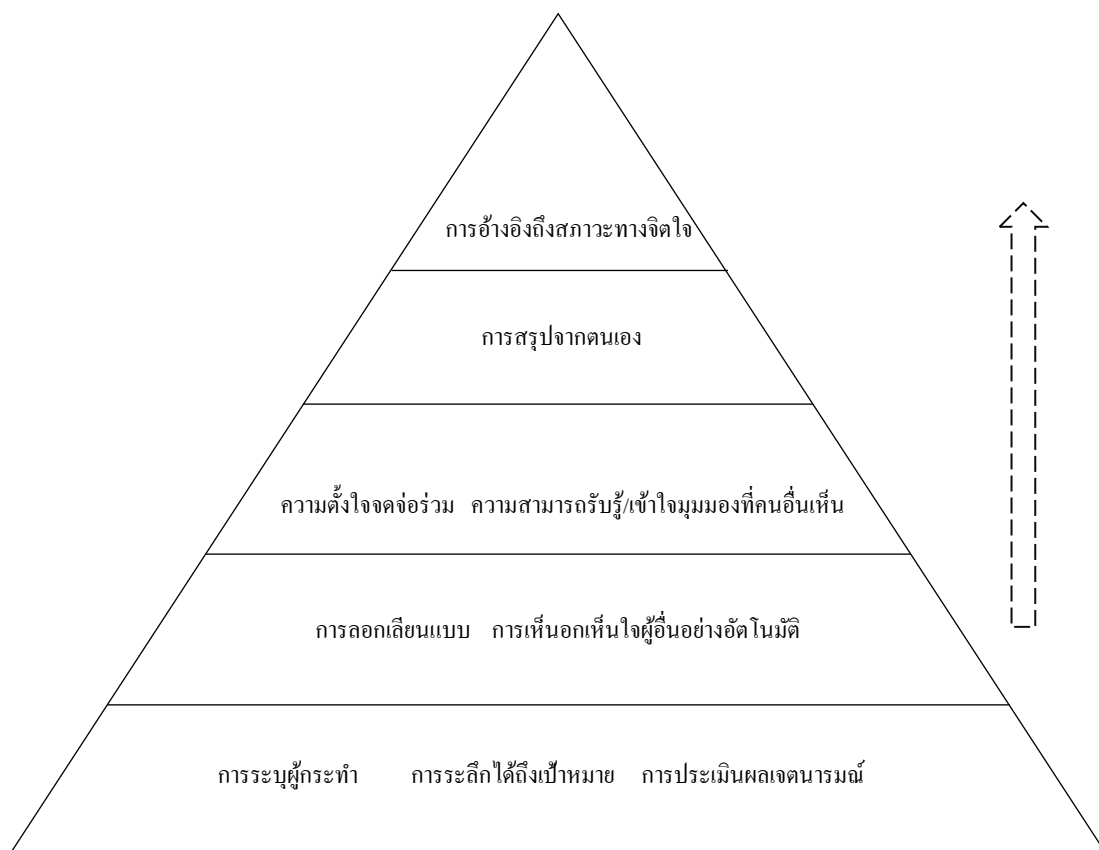 การอ้างอิงถึงสภาวะทางจิตใจ
การสรุปจากตนเอง
ความตั้งใจจดจ่อร่วม ความสามารถรับรู้/เข้าใจมุมมองที่คนอื่นเห็น
การลอกเลียนแบบ การเห็นอกเห็นใจผู้อื่นอย่างอัตโนมัติ
การระบุผู้กระทำ การระลึกได้ถึงเป้าหมาย การประเมินผลเจตนารมณ์